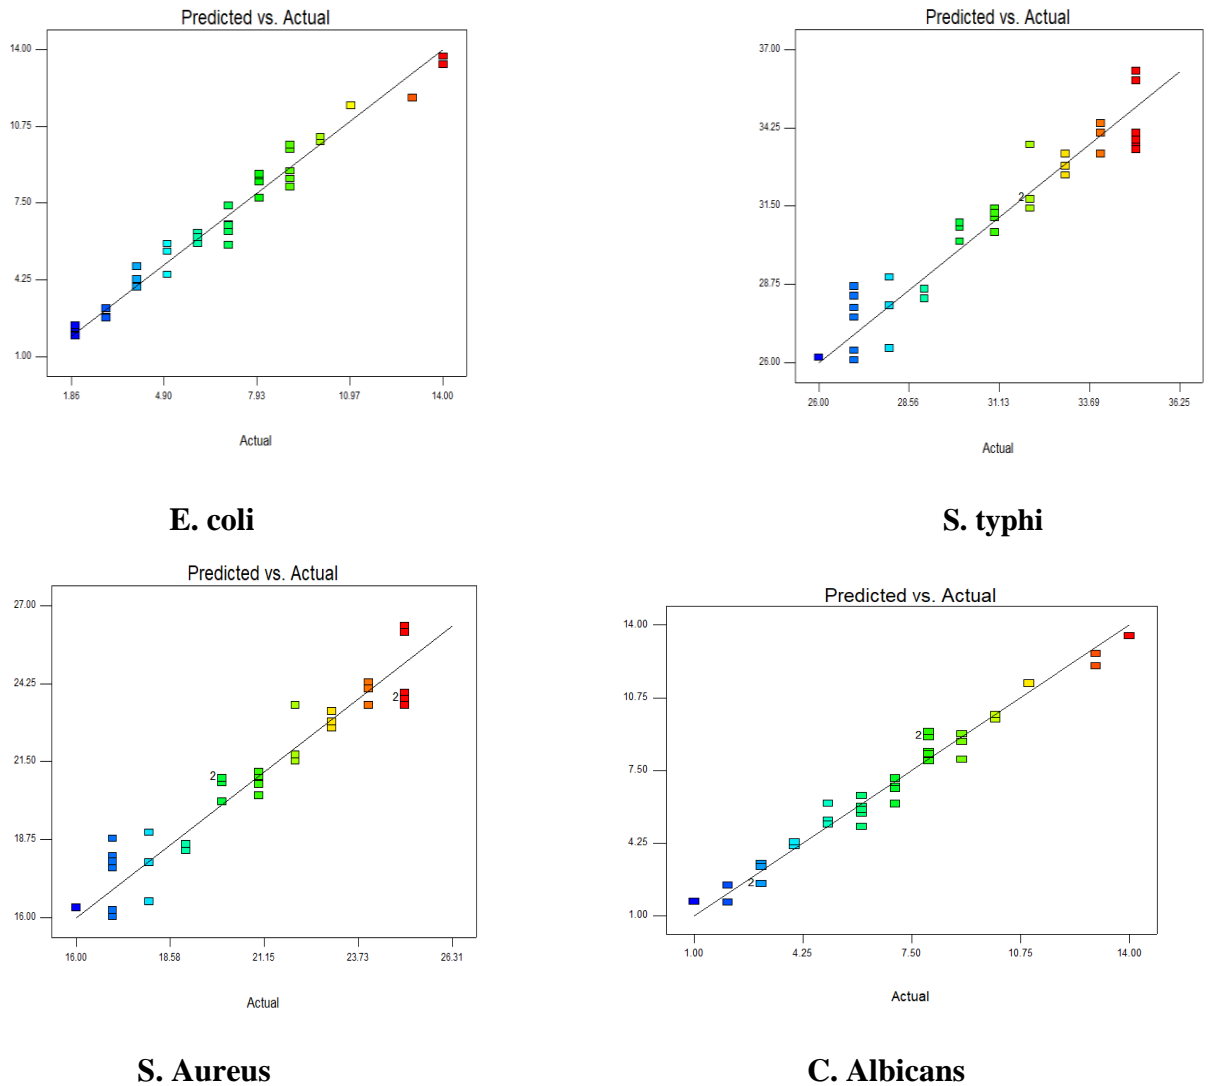 Predicted vs. Actual
14.00
10.75
7.50
4.25
1.00
1.86 4.90 7.93 10.97 14.00
Actual
E. coli
Predicted vs. Actual
37.00
34.25
31.50
28.75
26.00
2
26.00 28.56 31.13 33.69 36.25
Actual
S. typhi
Predicted vs. Actual
27.00
24.25
21.50
18.75
16.00
2
2
16.00 18.58 21.15 23.73 26.31
Actual
S. Aureus
Predicted vs. Actual
14.00
10.75
7.50
4.25
1.00
2
2
1.00 4.25 7.50 10.75 14.00
Actual
C. Albicans